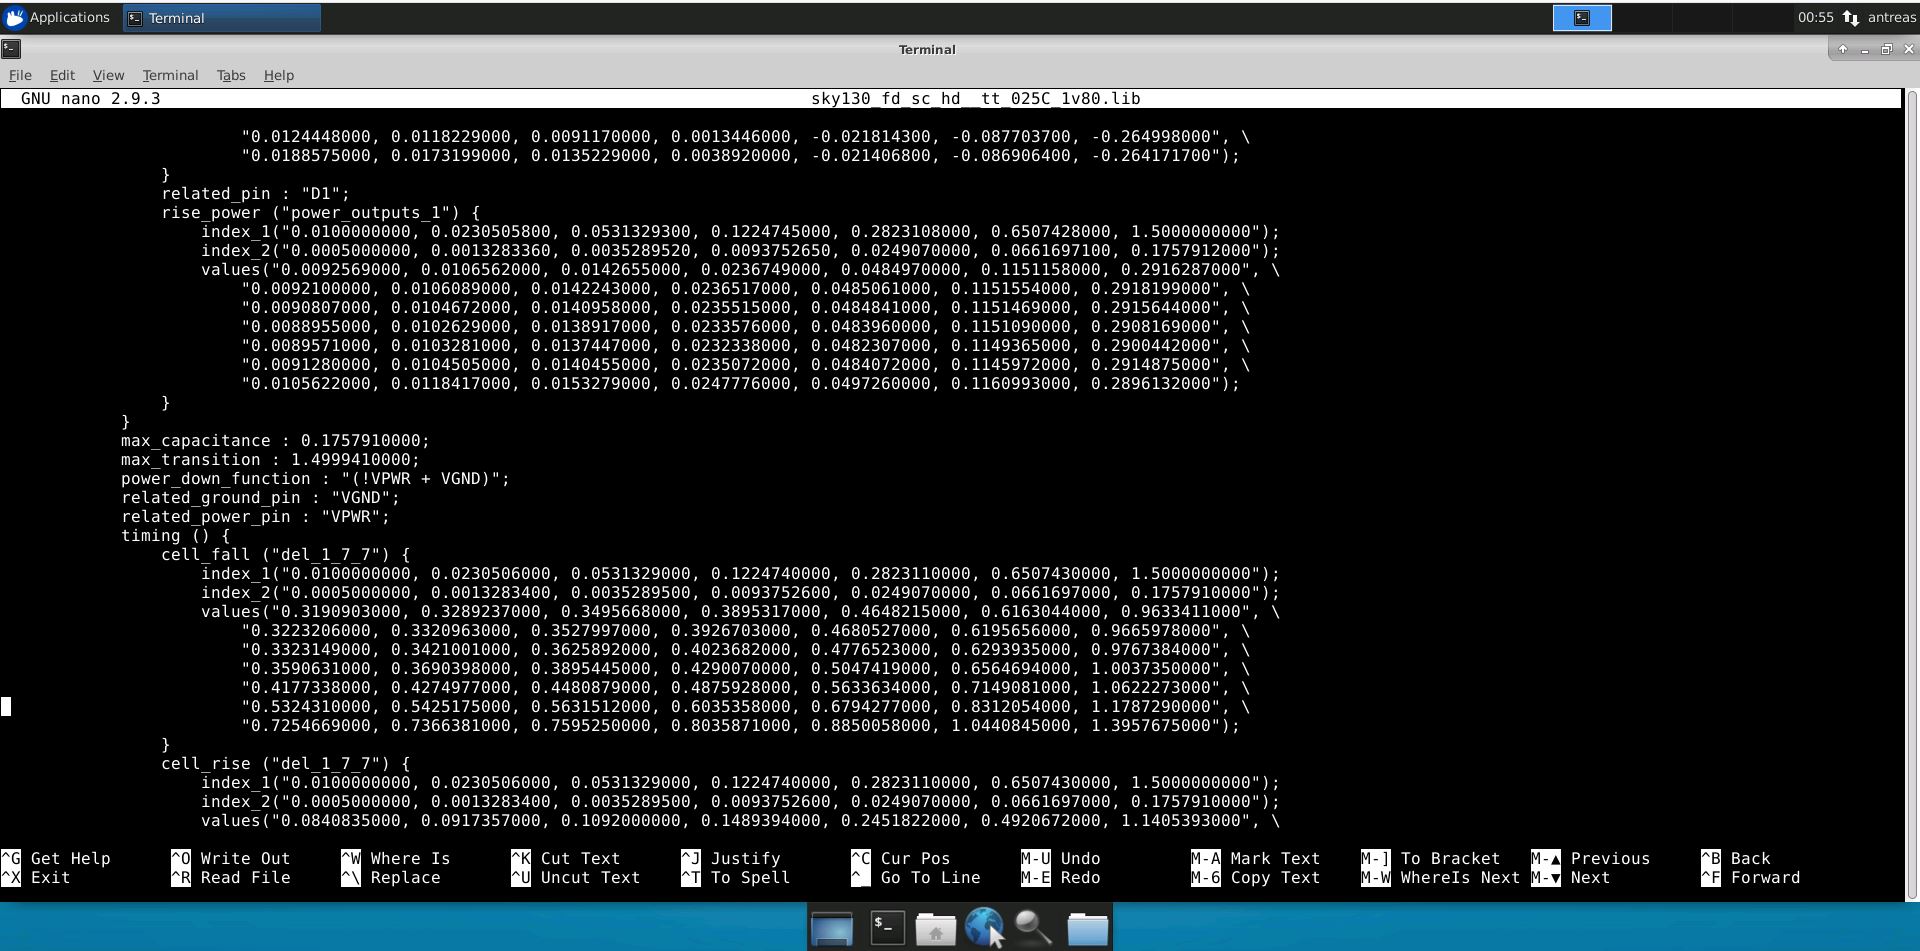 Applications Terminal 00:55 antreas
Terminal
File Edit View Terminal Tabs Help
GNU nano 2.9.3 sky130_fd_sc_hd__tt_025C_1v80.lib
"0.0124448000, 0.0118229000, 0.0091170000, 0.0013446000, -0.021814300, -0.087703700, -0.264998000", \
"0.0188575000, 0.0173199000, 0.0135229000, 0.0038920000, -0.021406800, -0.086906400, -0.264171700");
}
related_pin : "D1";
rise_power ("power_outputs_1") {
index_1("0.0100000000, 0.0230505800, 0.0531329300, 0.1224745000, 0.2823108000, 0.6507428000, 1.5000000000");
index_2("0.0005000000, 0.0013283360, 0.0035289520, 0.0093752650, 0.0249070000, 0.0661697100, 0.1757912000");
values("0.0092569000, 0.0106562000, 0.0142655000, 0.0236749000, 0.0484970000, 0.1151158000, 0.2916287000", \
"0.0092100000, 0.0106089000, 0.0142243000, 0.0236517000, 0.0485061000, 0.1151554000, 0.2918199000", \
"0.0090807000, 0.0104672000, 0.0140958000, 0.0235515000, 0.0484841000, 0.1151469000, 0.2915644000", \
"0.0088955000, 0.0102629000, 0.0138917000, 0.0233576000, 0.0483960000, 0.1151090000, 0.2908169000", \
"0.0089571000, 0.0103281000, 0.0137447000, 0.0232338000, 0.0482307000, 0.1149365000, 0.2900442000", \
"0.0091280000, 0.0104505000, 0.0140455000, 0.0235072000, 0.0484072000, 0.1145972000, 0.2914875000", \
"0.0105622000, 0.0118417000, 0.0153279000, 0.0247776000, 0.0497260000, 0.1160993000, 0.2896132000");
}
}
max_capacitance : 0.1757910000;
max_transition : 1.4999410000;
power_down_function : "(!VPWR + VGND)";
related_ground_pin : "VGND";
related_power_pin : "VPWR";
timing () {
cell_fall ("del_1_7_7") {
index_1("0.0100000000, 0.0230506000, 0.0531329000, 0.1224740000, 0.2823110000, 0.6507430000, 1.5000000000");
index_2("0.0005000000, 0.0013283400, 0.0035289500, 0.0093752600, 0.0249070000, 0.0661697000, 0.1757910000");
values("0.3190903000, 0.3289237000, 0.3495668000, 0.3895317000, 0.4648215000, 0.6163044000, 0.9633411000", \
"0.3223206000, 0.3320963000, 0.3527997000, 0.3926703000, 0.4680527000, 0.6195656000, 0.9665978000", \
"0.3323149000, 0.3421001000, 0.3625892000, 0.4023682000, 0.4776523000, 0.6293935000, 0.9767384000", \
"0.3590631000, 0.3690398000, 0.3895445000, 0.4290070000, 0.5047419000, 0.6564694000, 1.0037350000", \
"0.4177338000, 0.4274977000, 0.4480879000, 0.4875928000, 0.5633634000, 0.7149081000, 1.0622273000", \
"0.5324310000, 0.5425175000, 0.5631512000, 0.6035358000, 0.6794277000, 0.8312054000, 1.1787290000", \
"0.7254669000, 0.7366381000, 0.7595250000, 0.8035871000, 0.8850058000, 1.0440845000, 1.3957675000");
}
cell_rise ("del_1_7_7") {
index_1("0.0100000000, 0.0230506000, 0.0531329000, 0.1224740000, 0.2823110000, 0.6507430000, 1.5000000000");
index_2("0.0005000000, 0.0013283400, 0.0035289500, 0.0093752600, 0.0249070000, 0.0661697000, 0.1757910000");
values("0.0840835000, 0.0917357000, 0.1092000000, 0.1489394000, 0.2451822000, 0.4920672000, 1.1405393000", \
^G Get Help ^O Write Out ^W Where Is ^K Cut Text ^J Justify ^C Cur Pos M-U Undo M-A Mark Text M-] To Bracket M-▲ Previous ^B Back
^X Exit ^R Read File ^\ Replace ^U Uncut Text ^T To Spell ^_ Go To Line M-E Redo M-6 Copy Text M-W WhereIs Next M-▼ Next ^F Forward